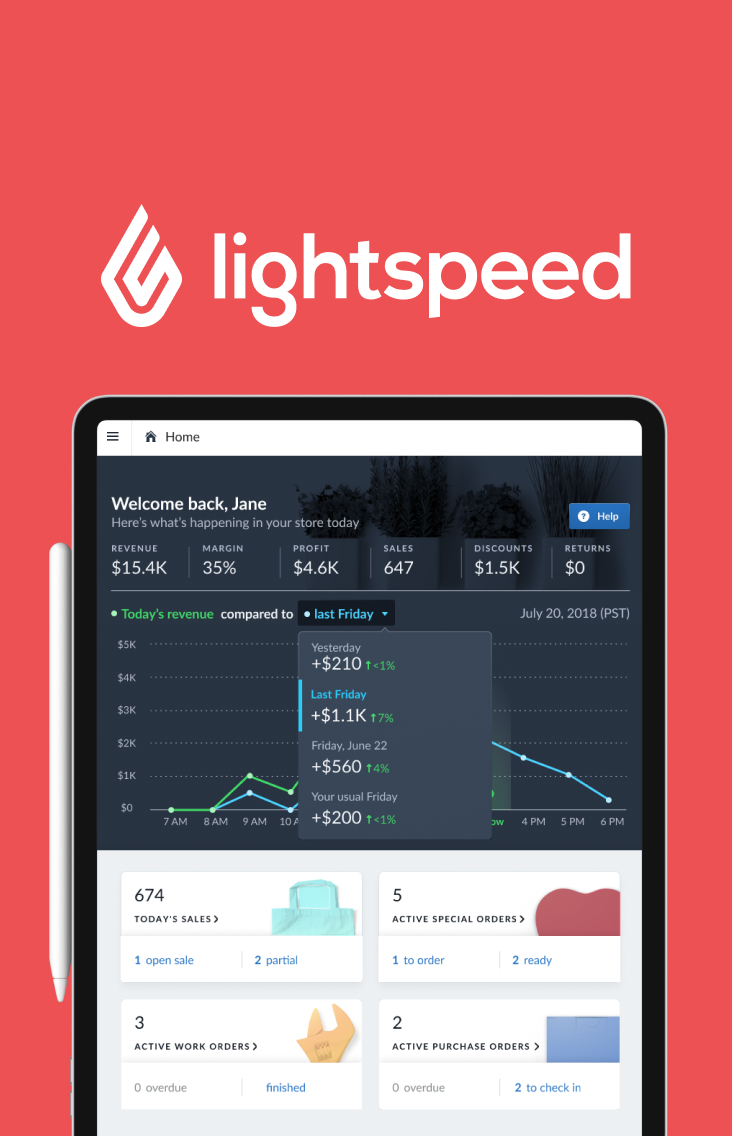 lightspeed
Home
Welcome back, Jane
Here's what's happening in your store today
Help
REVENUE MARGIN PROFIT SALES DISCOUNTS RETURNS
$15.4K 35% $4.6K 647 $1.5K $0
Today's revenue compared to last Friday July 20, 2018 (PST)
$5K
$4K
$3K
$2K
$1K
$0
Yesterday
+$210 ↑<1%
Last Friday
+$1.1K ↑7%
Friday, June 22
+$560 ↑4%
Your usual Friday
+$200 ↑<1%
7 AM 8 AM 9 AM 10 A ow 4 PM 5 PM 6 PM
674
TODAY'S SALES >
1 open sale 2 partial
5
ACTIVE SPECIAL ORDERS >
1 to order 2 ready
3
ACTIVE WORK ORDERS >
0 overdue finished
2
ACTIVE PURCHASE ORDERS >
0 overdue 2 to check in